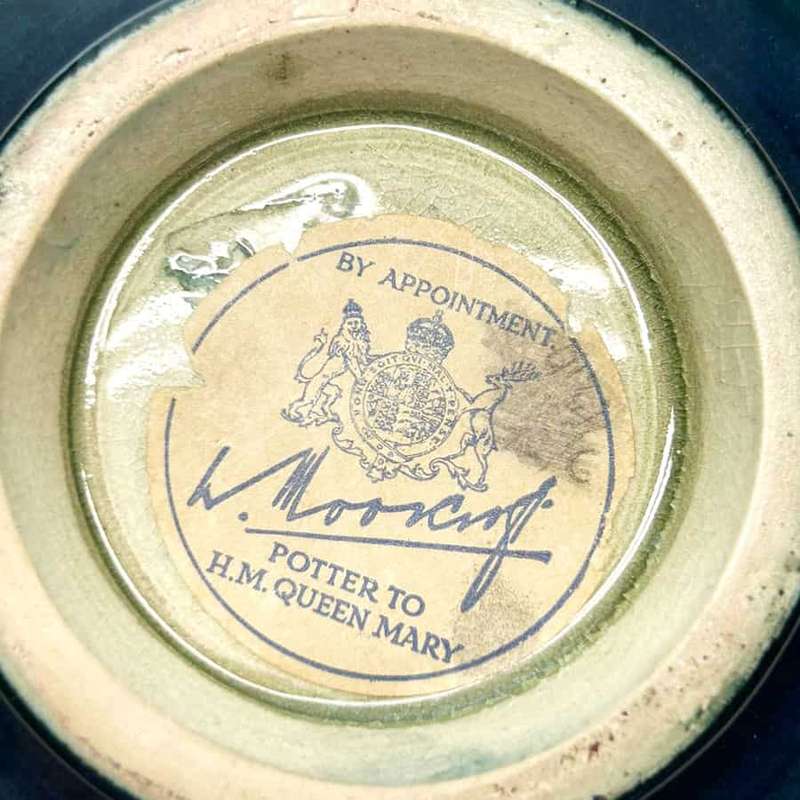 BY APPOINTMENT
W. Moorcroft.
POTTER TO
H.M. QUEEN MARY